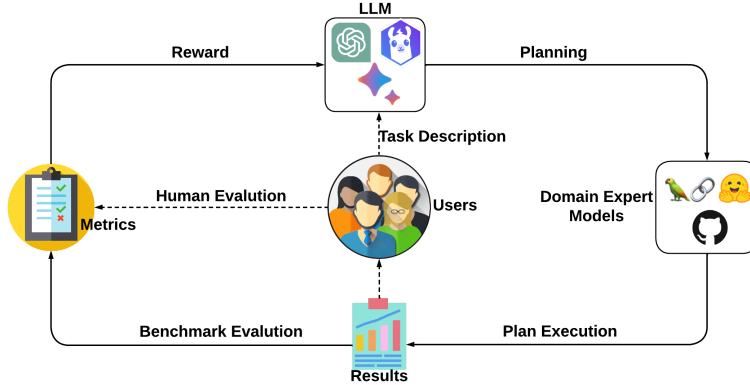 LLM
Reward
Planning
Task Description
Human Evalution
Users
Domain Expert
Models
Metrics
Benchmark Evalution
Plan Execution
Results